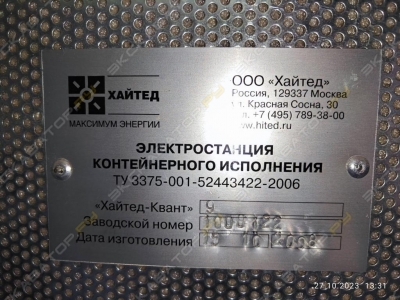 ХАЙТЕД
МАКСИМУМ ЭНЕРГИИ
ООО «Хайтед»
Россия, 129337 Москва
ул. Красная Сосна, 30
тел. +7 (495) 789-38-00
www.hited.ru
ЭЛЕКТРОСТАНЦИЯ
КОНТЕЙНЕРНОГО ИСПОЛНЕНИЯ
ТУ 3375-001-52443422-2006
«Хайтед-Квант»
Заводской номер
Дата изготовления 2008
27/10/2023 13:31